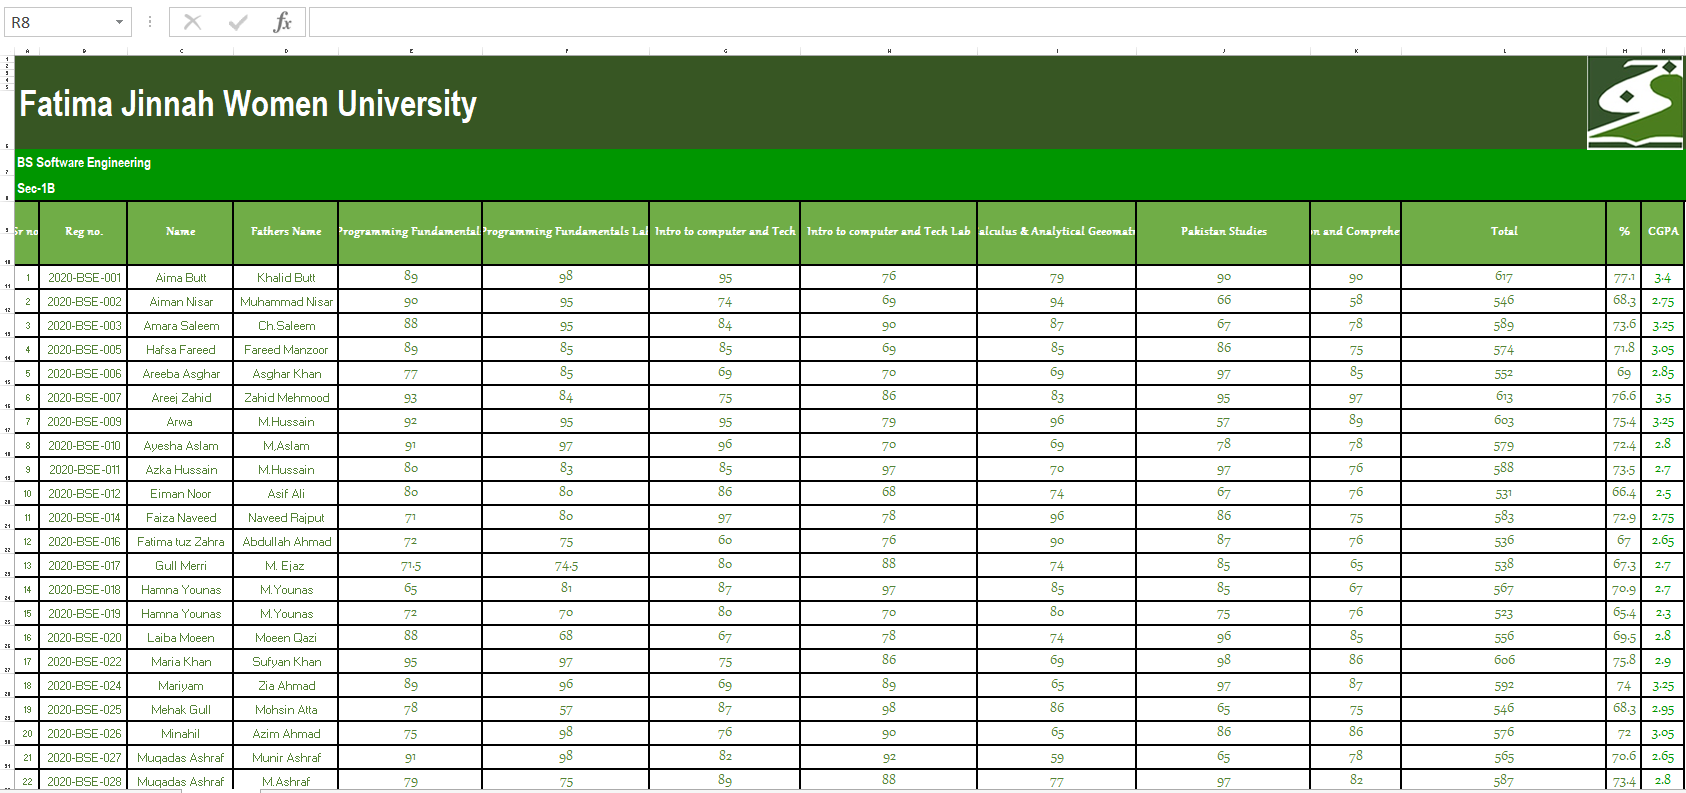 R8
fx
A B C D E F G H I J K L M N
Fatima Jinnah Women University
BS Software Engineering
Sec-1B
Sr no Reg no. Name Fathers Name Programming Fundamental Programming Fundamentals Lal Intro to computer and Tech Intro to computer and Tech Lab alculus & Analytical Geeomatr Pakistan Studies on and Comprehe Total % CGPA
1 2020-BSE-001 Aima Butt Khalid Butt 89 98 95 76 79 90 90 617 77.1 3.4
2 2020-BSE-002 Aiman Nisar Muhammad Nisar 90 95 74 69 94 66 58 546 68.3 2.75
3 2020-BSE-003 Amara Saleem Ch.Saleem 88 95 84 90 87 67 78 589 73.6 3.25
4 2020-BSE-005 Hafsa Fareed Fareed Manzoor 89 85 85 69 85 86 75 574 71.8 3.05
5 2020-BSE-006 Areeba Asghar Asghar Khan 77 85 69 70 69 97 85 552 69 2.85
6 2020-BSE-007 Areej Zahid Zahid Mehmood 93 84 75 86 83 95 97 613 76.6 3.5
7 2020-BSE-009 Arwa M.Hussain 92 95 95 79 96 57 89 603 75.4 3.25
8 2020-BSE-010 Ayesha Aslam M,Aslam 91 97 96 70 69 78 78 579 72.4 2.8
9 2020-BSE-011 Azka Hussain M.Hussain 80 83 85 97 70 97 76 588 73.5 2.7
10 2020-BSE-012 Eiman Noor Asif Ali 80 80 86 68 74 67 76 531 66.4 2.5
11 2020-BSE-014 Faiza Naveed Naveed Rajput 71 80 97 78 96 86 75 583 72.9 2.75
12 2020-BSE-016 Fatima tuz Zahra Abdullah Ahmad 72 75 60 76 90 87 76 536 67 2.65
13 2020-BSE-017 Gull Merri M. Ejaz 71.5 74.5 80 88 74 85 65 538 67.3 2.7
14 2020-BSE-018 Hamna Younas M.Younas 65 81 87 97 85 85 67 567 70.9 2.7
15 2020-BSE-019 Hamna Younas M.Younas 72 70 80 70 80 75 76 523 65.4 2.3
16 2020-BSE-020 Laiba Moeen Moeen Qazi 88 68 67 78 74 96 85 556 69.5 2.8
17 2020-BSE-022 Maria Khan Sufyan Khan 95 97 75 86 69 98 86 606 75.8 2.9
18 2020-BSE-024 Mariyam Zia Ahmad 89 96 69 89 65 97 87 592 74 3.25
19 2020-BSE-025 Mehak Gull Mohsin Atta 78 57 87 98 86 65 75 546 68.3 2.95
20 2020-BSE-026 Minahil Azim Ahmad 75 98 76 90 65 86 86 576 72 3.05
21 2020-BSE-027 Muqadas Ashraf Munir Ashraf 91 98 82 92 59 65 78 565 70.6 2.65
22 2020-BSE-028 Muqadas Ashraf M.Ashraf 79 75 89 88 77 97 82 587 73.4 2.8